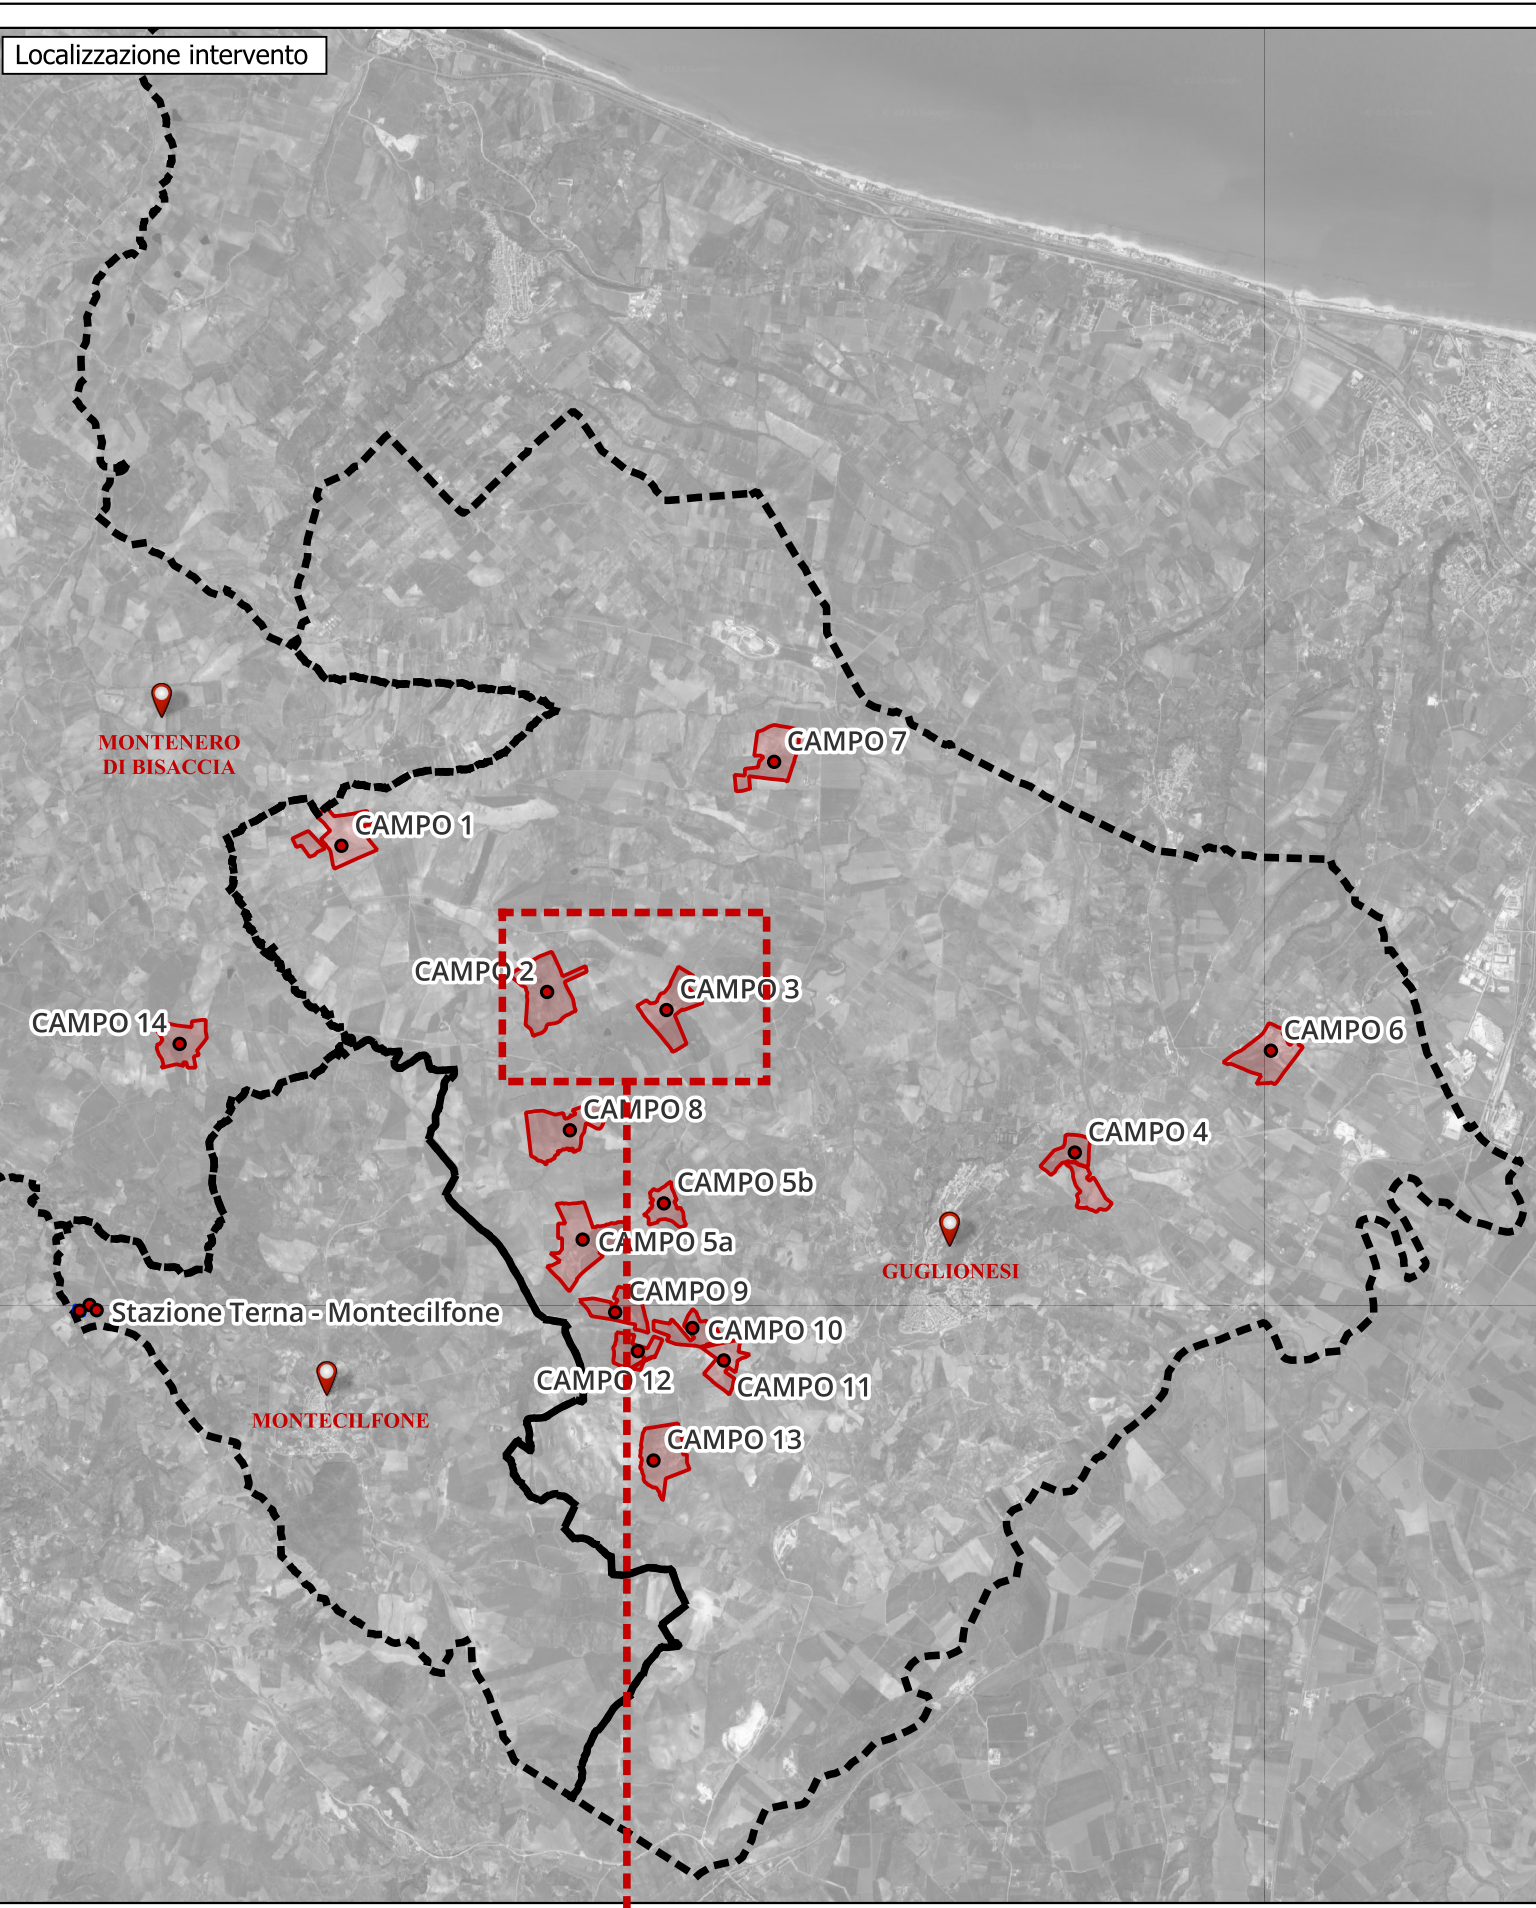 Localizzazione intervento
MONTENERO
DI BISACCIA
CAMPO 7
CAMPO 1
CAMPO 2
CAMPO 3
CAMPO 14
CAMPO 6
CAMPO 8
CAMPO 4
CAMPO 5b
CAMPO 5a
GUGLIONESI
CAMPO 9
Stazione Terna - Montecilfone
CAMPO 10
CAMPO 12
CAMPO 11
MONTECILFONE
CAMPO 13